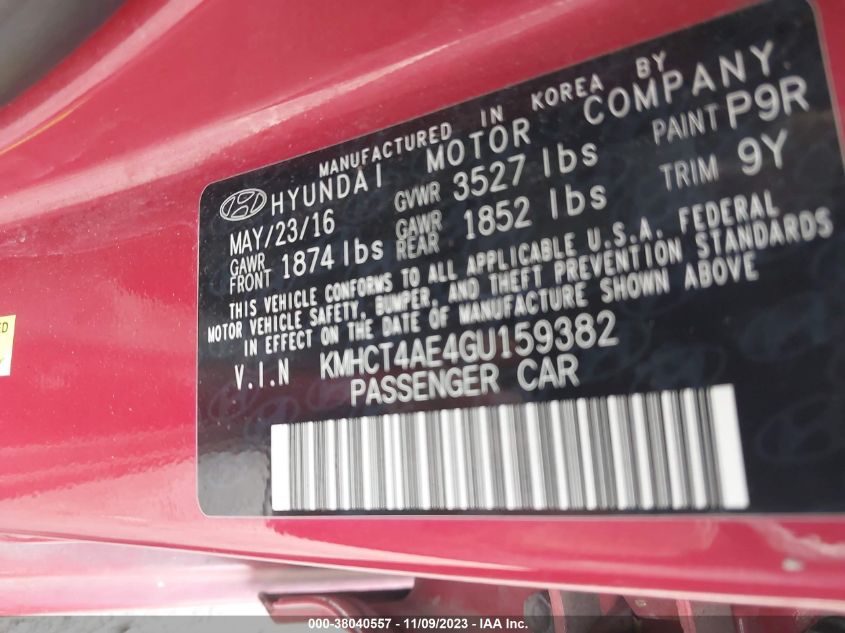 MANUFACTURED IN KOREA BY
HYUNDAI MOTOR COMPANY
MAY/23/16 GVWR 3527 lbs PAINT P9R
GAWR FRONT 1874 lbs GAWR REAR 1852 lbs TRIM 9Y
THIS VEHICLE CONFORMS TO ALL APPLICABLE U.S.A. FEDERAL
MOTOR VEHICLE SAFETY, BUMPER, AND THEFT PREVENTION STANDARDS
IN EFFECT ON THE DATE OF MANUFACTURE SHOWN ABOVE
V.I.N KMHCT4AE4GU159382
PASSENGER CAR
000-38040557 - 11/09/2023 - IAA Inc.